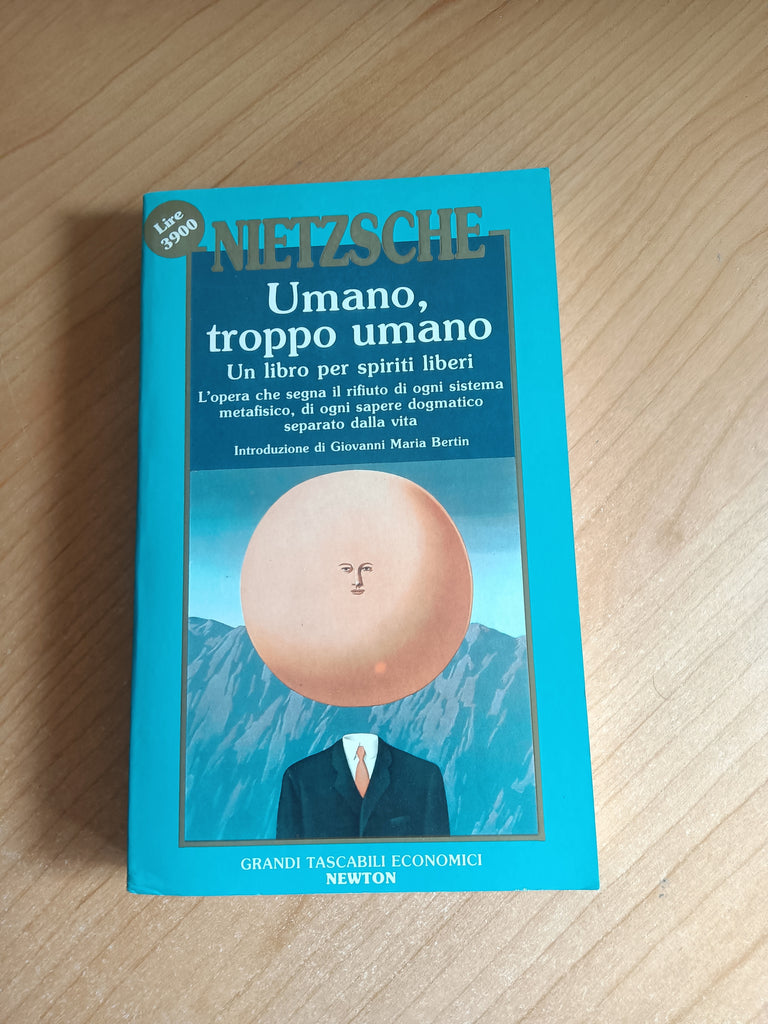 Lire
3900
NIETZSCHE
Umano,
troppo umano
Un libro per spiriti liberi
L'opera che segna il rifiuto di ogni sistema
metafisico, di ogni sapere dogmatico
separato dalla vita
Introduzione di Giovanni Maria Bertin
GRANDI TASCABILI ECONOMICI
NEWTON